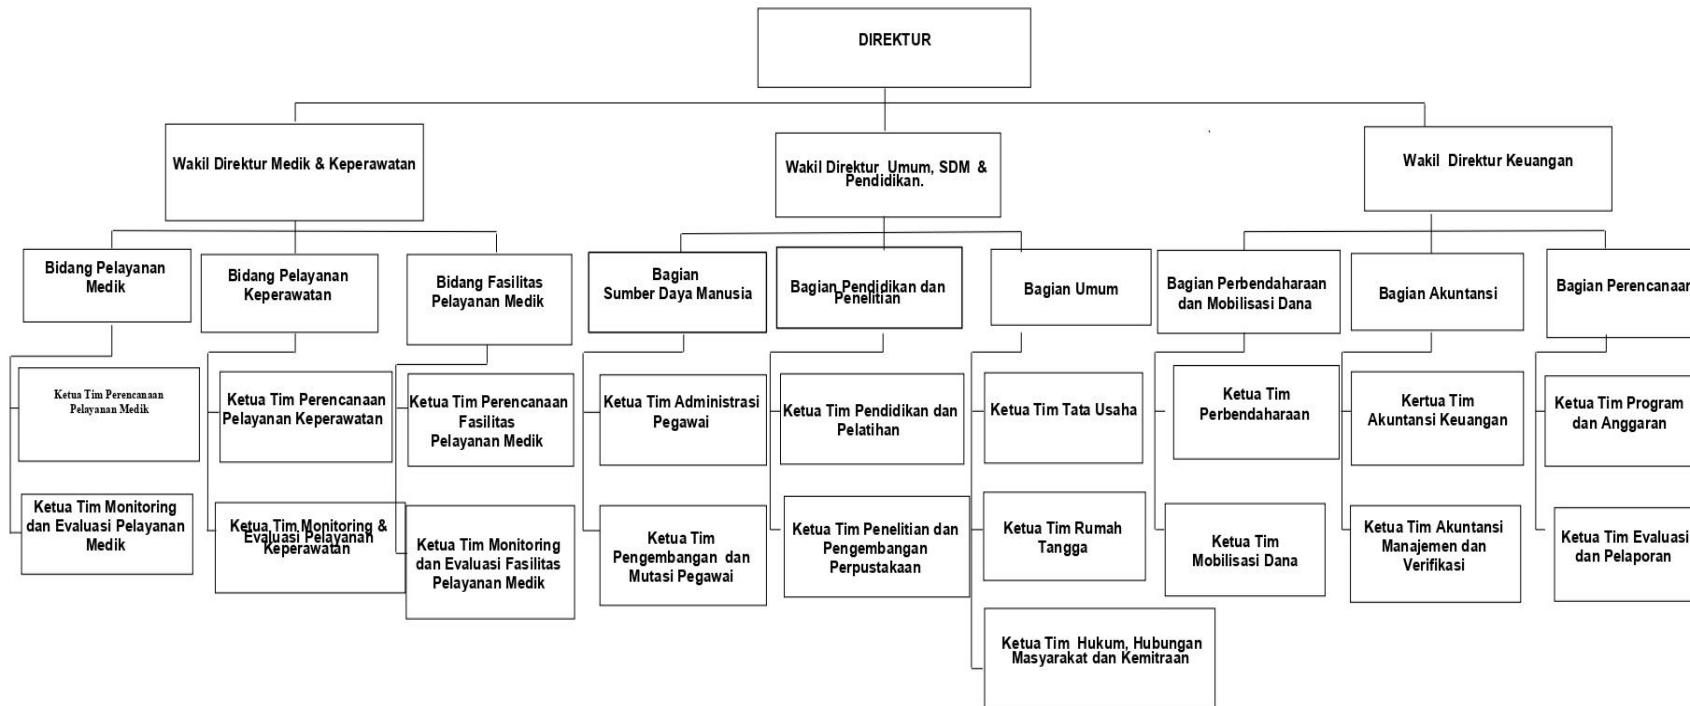 DIREKTUR
Wakil Direktur Medik & Keperawatan
Wakil Direktur Umum, SDM &
Pendidikan.
Wakil Direktur Keuangan
Bidang Pelayanan
Medik
Bidang Pelayanan
Keperawatan
Bidang Fasilitas
Pelayanan Medik
Bagian
Sumber Daya Manusia
Bagian Pendidikan dan
Penelitian
Bagian Umum
Bagian Perbendaharaan
dan Mobilisasi Dana
Bagian Akuntansi
Bagian Perencanaan
Ketua Tim Perencanaan
Pelayanan Medik
Ketua Tim Perencanaan
Pelayanan Keperawatan
Ketua Tim Perencanaan
Fasilitas
Pelayanan Medik
Ketua Tim Administrasi
Pegawai
Ketua Tim Pendidikan dan
Pelatihan
Ketua Tim Tata Usaha
Ketua Tim
Perbendaharaan
Kertua Tim
Akuntansi Keuangan
Ketua Tim Program
dan Anggaran
Ketua Tim Monitoring
dan Evaluasi Pelayanan
Medik
Ketua Tim Monitoring &
Evaluasi Pelayanan
Keperawatan
Ketua Tim Monitoring
dan Evaluasi Fasilitas
Pelayanan Medik
Ketua Tim
Pengembangan dan
Mutasi Pegawai
Ketua Tim Penelitian dan
Pengembangan
Perpustakaan
Ketua Tim Rumah
Tangga
Ketua Tim
Mobilisasi Dana
Ketua Tim Akuntansi
Manajemen dan
Verifikasi
Ketua Tim Evaluasi
dan Pelaporan
Ketua Tim Hukum, Hubungan
Masyarakat dan Kemitraan